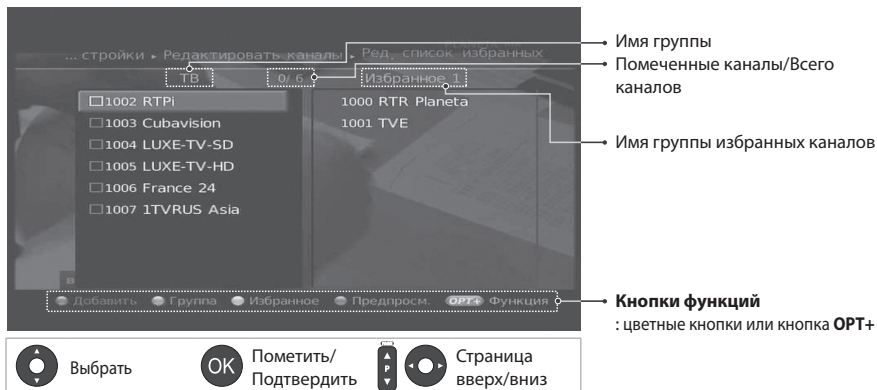 ... стройки ▸ Редактировать каналы ▸ Ред. список избранных
ТВ 0/ 6 Избранное 1
1002 RTPi
1003 Cubavision
1004 LUXE-TV-SD
1005 LUXE-TV-HD
1006 France 24
1007 1TVRUS Asia
1000 RTR Planeta
1001 TVE
Добавить Группа Избранное Предпросм. OPT+ Функция
Имя группы
Помеченные каналы/Всего
каналов
Имя группы избранных каналов
Кнопки функций
: цветные кнопки или кнопка OPT+
Выбрать
OK Пометить/
Подтвердить
P Страница
вверх/вниз